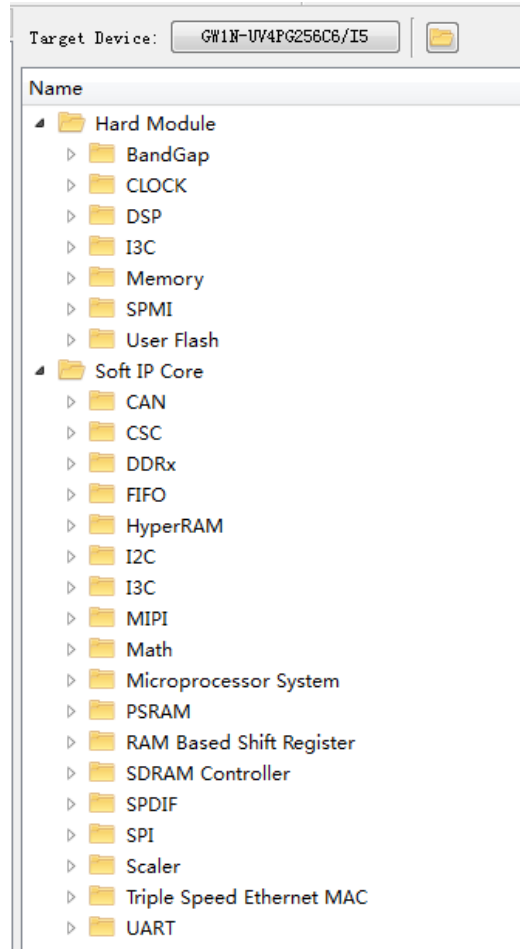 Target Device: GW1N-UV4PG256C6/I5
Name
Hard Module
BandGap
CLOCK
DSP
I3C
Memory
SPMI
User Flash
Soft IP Core
CAN
CSC
DDRx
FIFO
HyperRAM
I2C
I3C
MIPI
Math
Microprocessor System
PSRAM
RAM Based Shift Register
SDRAM Controller
SPDIF
SPI
Scaler
Triple Speed Ethernet MAC
UART